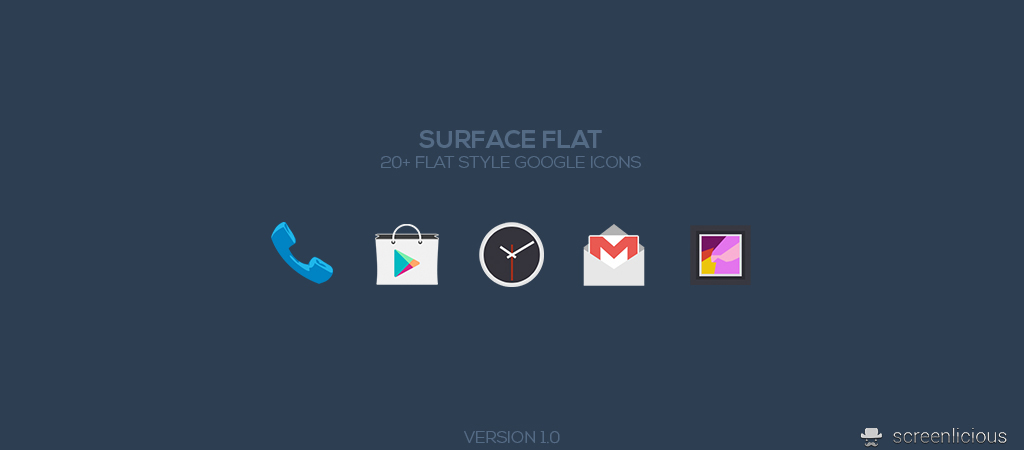 SURFACE FLAT
20+ FLAT STYLE GOOGLE ICONS
VERSION 1.0
screenlicious